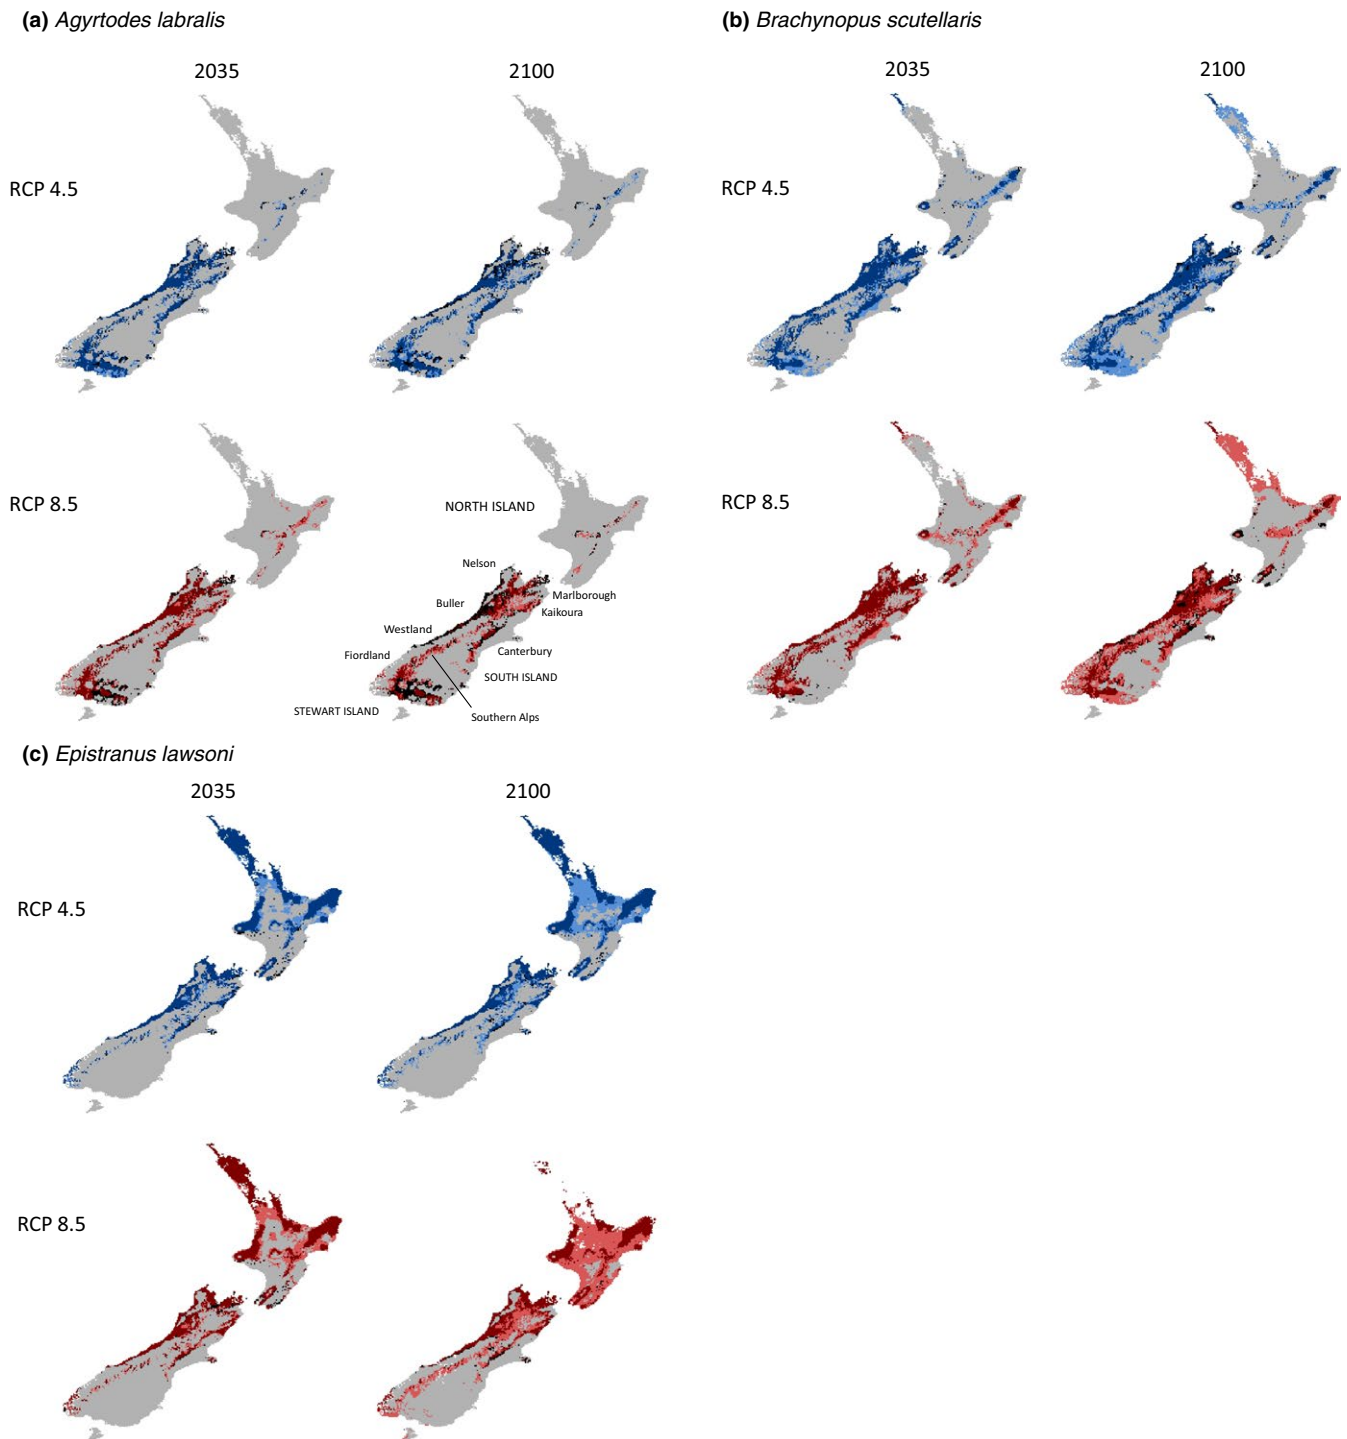 (a) Agyrtodes labralis
2035
2100
RCP 4.5
RCP 8.5
NORTH ISLAND
Nelson
Marlborough
Buller
Kaikoura
Westland
Canterbury
Fiordland
SOUTH ISLAND
STEWART ISLAND
Southern Alps
(b) Brachynopus scutellaris
2035
2100
RCP 4.5
RCP 8.5
(c) Epistranus lawsoni
2035
2100
RCP 4.5
RCP 8.5